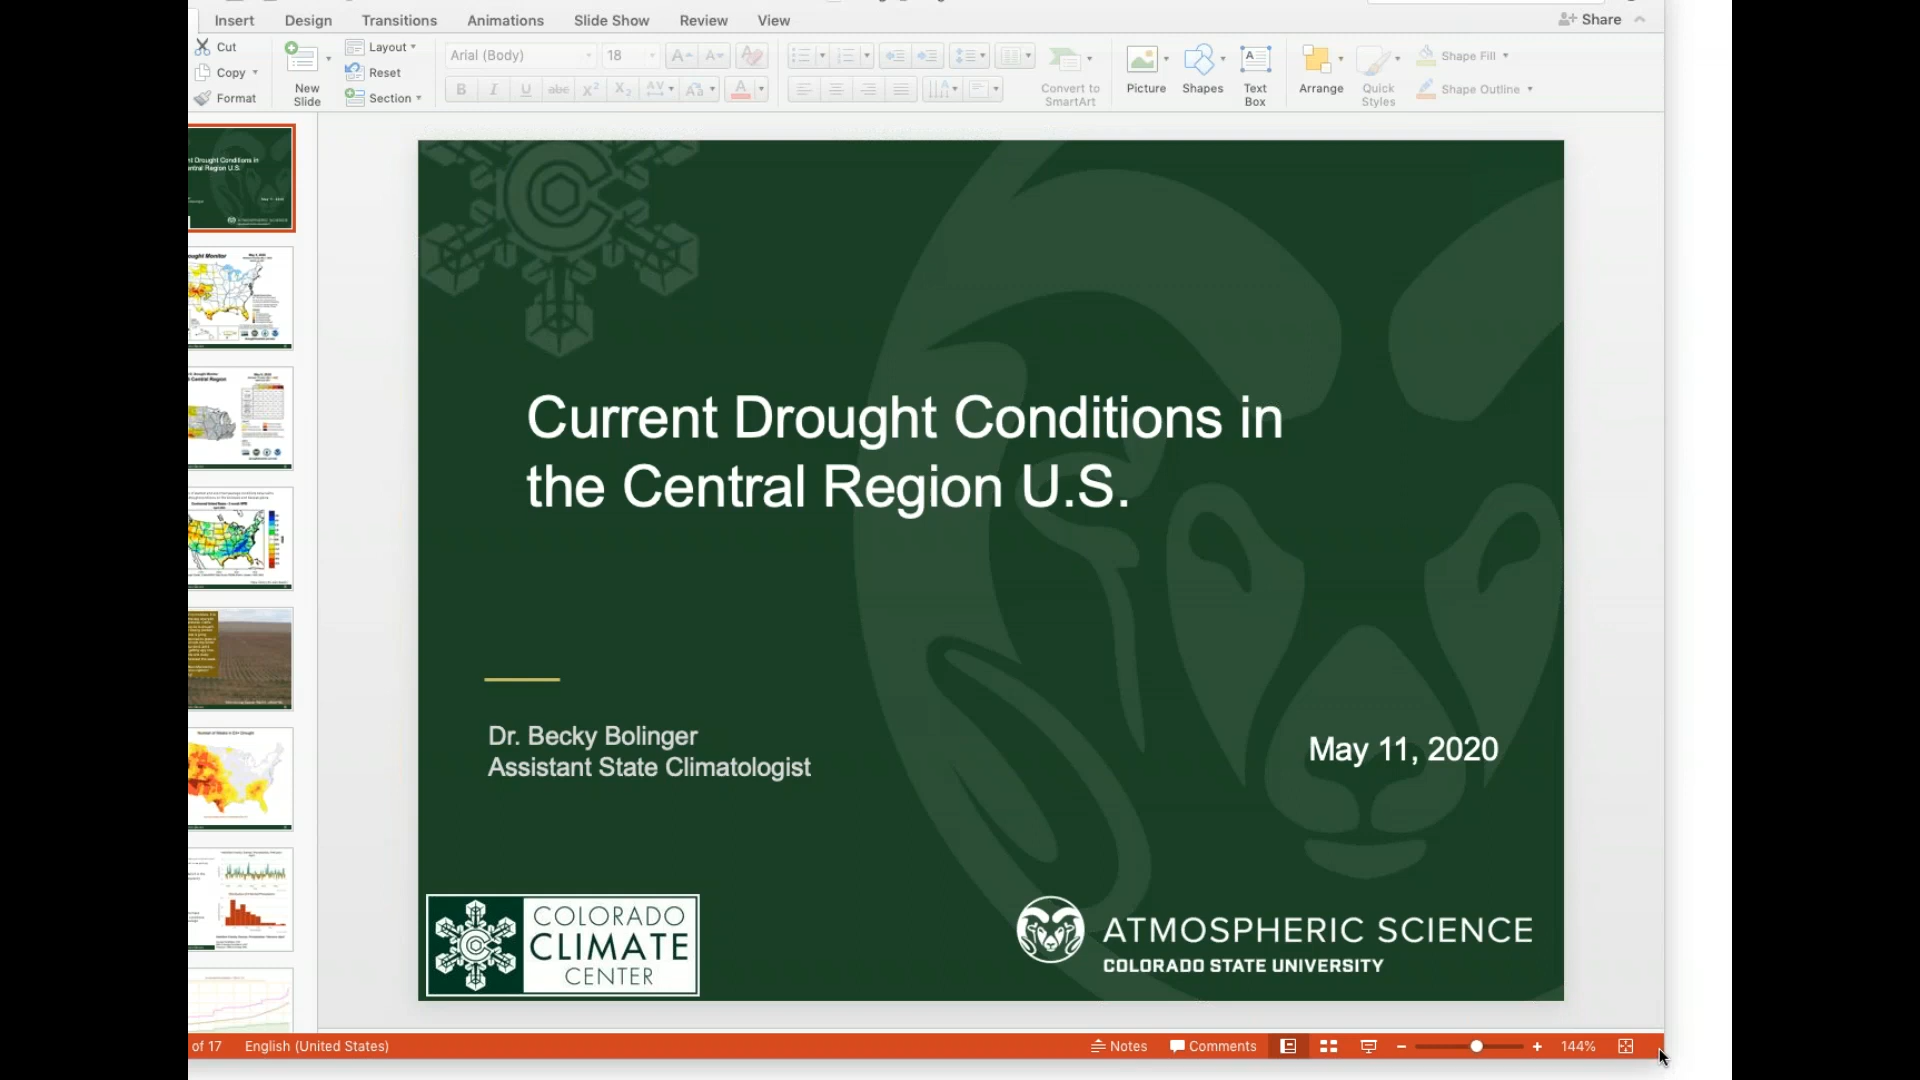 Insert Design Transitions Animations Slide Show Review View Share
Cut Layout Arial (Body) 18 Shape Fill
Copy Reset
Format New Slide Section Convert to SmartArt Picture Shapes Text Box Arrange Quick Styles Shape Outline
Current Drought Conditions in
the Central Region U.S.
Dr. Becky Bolinger
Assistant State Climatologist
May 11, 2020
COLORADO
CLIMATE
CENTER
ATMOSPHERIC SCIENCE
COLORADO STATE UNIVERSITY
of 17 English (United States) Notes Comments 144%